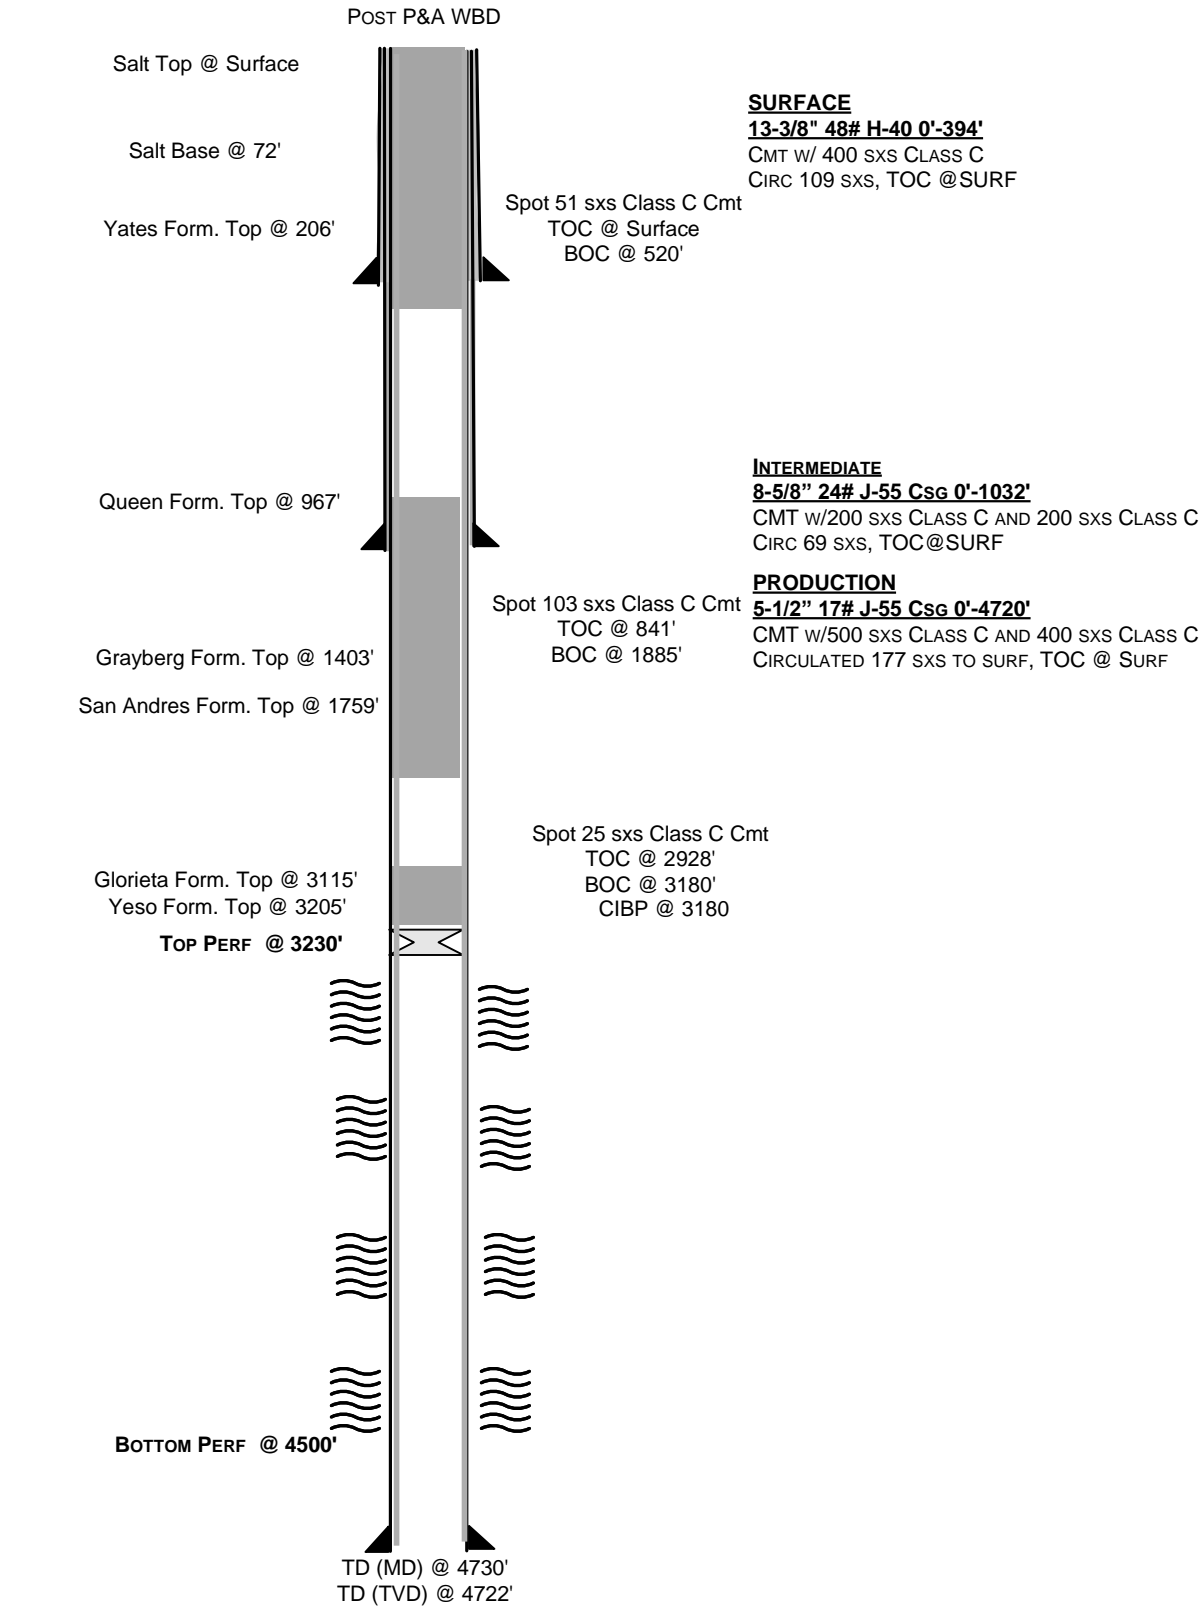 POST P&A WBD
Salt Top @ Surface
Salt Base @ 72'
Yates Form. Top @ 206'
SURFACE
13-3/8" 48# H-40 0'-394'
CMT W/ 400 SXS CLASS C
CIRC 109 SXS, TOC @SURF
Spot 51 sxs Class C Cmt
TOC @ Surface
BOC @ 520'
Queen Form. Top @ 967'
INTERMEDIATE
8-5/8” 24# J-55 CSG 0'-1032'
CMT W/200 SXS CLASS C AND 200 SXS CLASS C
CIRC 69 SXS, TOC@SURF
PRODUCTION
5-1/2” 17# J-55 CSG 0'-4720'
CMT W/500 SXS CLASS C AND 400 SXS CLASS C
CIRCULATED 177 SXS TO SURF, TOC @ SURF
Spot 103 sxs Class C Cmt
TOC @ 841'
BOC @ 1885'
Grayberg Form. Top @ 1403'
San Andres Form. Top @ 1759'
Spot 25 sxs Class C Cmt
TOC @ 2928'
BOC @ 3180'
CIBP @ 3180
Glorieta Form. Top @ 3115'
Yeso Form. Top @ 3205'
TOP PERF @ 3230'
BOTTOM PERF @ 4500'
TD (MD) @ 4730'
TD (TVD) @ 4722'